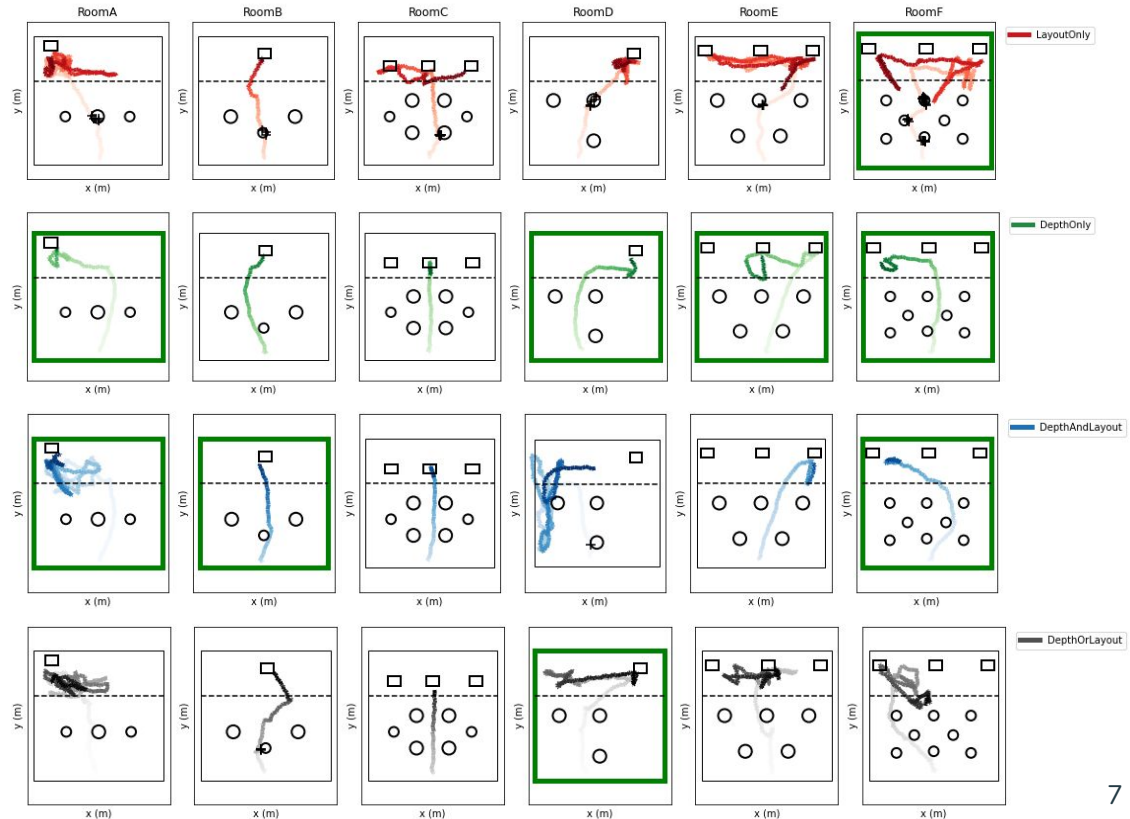 RoomA RoomB RoomC RoomD RoomE RoomF
LayoutOnly
y (m) y (m) y (m) y (m) y (m) y (m)
x (m) x (m) x (m) x (m) x (m) x (m)
DepthOnly
y (m) y (m) y (m) y (m) y (m) y (m)
x (m) x (m) x (m) x (m) x (m) x (m)
DepthAndLayout
y (m) y (m) y (m) y (m) y (m) y (m)
x (m) x (m) x (m) x (m) x (m) x (m)
DepthOrLayout
y (m) y (m) y (m) y (m) y (m) y (m)
x (m) x (m) x (m) x (m) x (m) x (m)
7